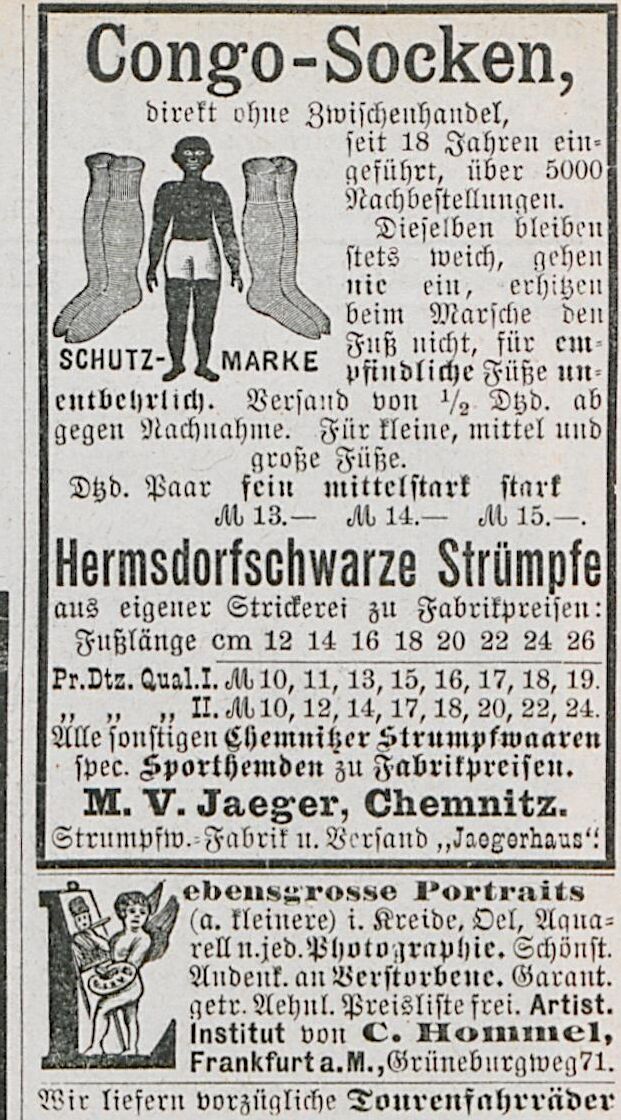 Congo-Socken,
direkt ohne Zwischenhandel,
seit 18 Jahren ein-
geführt, über 5000
Nachbestellungen.
Dieselben bleiben
stets weich, gehen
nie ein, erhitzen
beim Marsche den
Fuß nicht, für em-
pfindliche Füße un-
SCHUTZ-MARKE
entbehrlich. Versand von 1/2 Dtzd. ab
gegen Nachnahme. Für kleine, mittel und
große Füße.
Dtzd. Paar fein mittelstark stark
M 13.— M 14.— M 15.—.
Hermsdorfschwarze Strümpfe
aus eigener Strickerei zu Fabrikpreisen:
Fußlänge cm 12 14 16 18 20 22 24 26
Pr.Dtz. Qual.I. M 10, 11, 13, 15, 16, 17, 18, 19.
„ „ „ II. M 10, 12, 14, 17, 18, 20, 22, 24.
Alle sonstigen Chemnitzer Strumpfwaaren
spec. Sporthemden zu Fabrikpreisen.
M. V. Jaeger, Chemnitz.
Strumpfw.-Fabrik u. Versand „Jaegerhaus“.
Lebensgrosse Portraits
(a. kleinere) i. Kreide, Oel, Aqua-
rell n. jed. Photographie. Schönst.
Andenk. an Verstorbene. Garant.
getr. Aehnl. Preisliste frei. Artist.
Institut von C. Hommel,
Frankfurt a. M., Grüneburgweg 71.
Wir liefern vorzügliche Tourenfahrräder